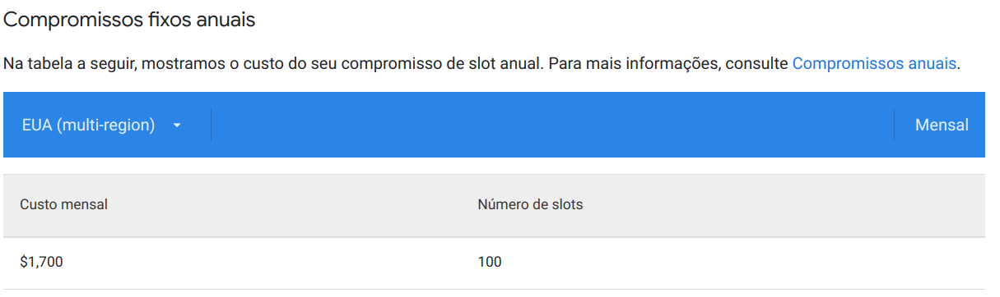 Compromissos fixos anuais
Na tabela a seguir, mostramos o custo do seu compromisso de slot anual. Para mais informações, consulte Compromissos anuais.
EUA (multi-region) Mensal
Custo mensal Número de slots
$1,700 100